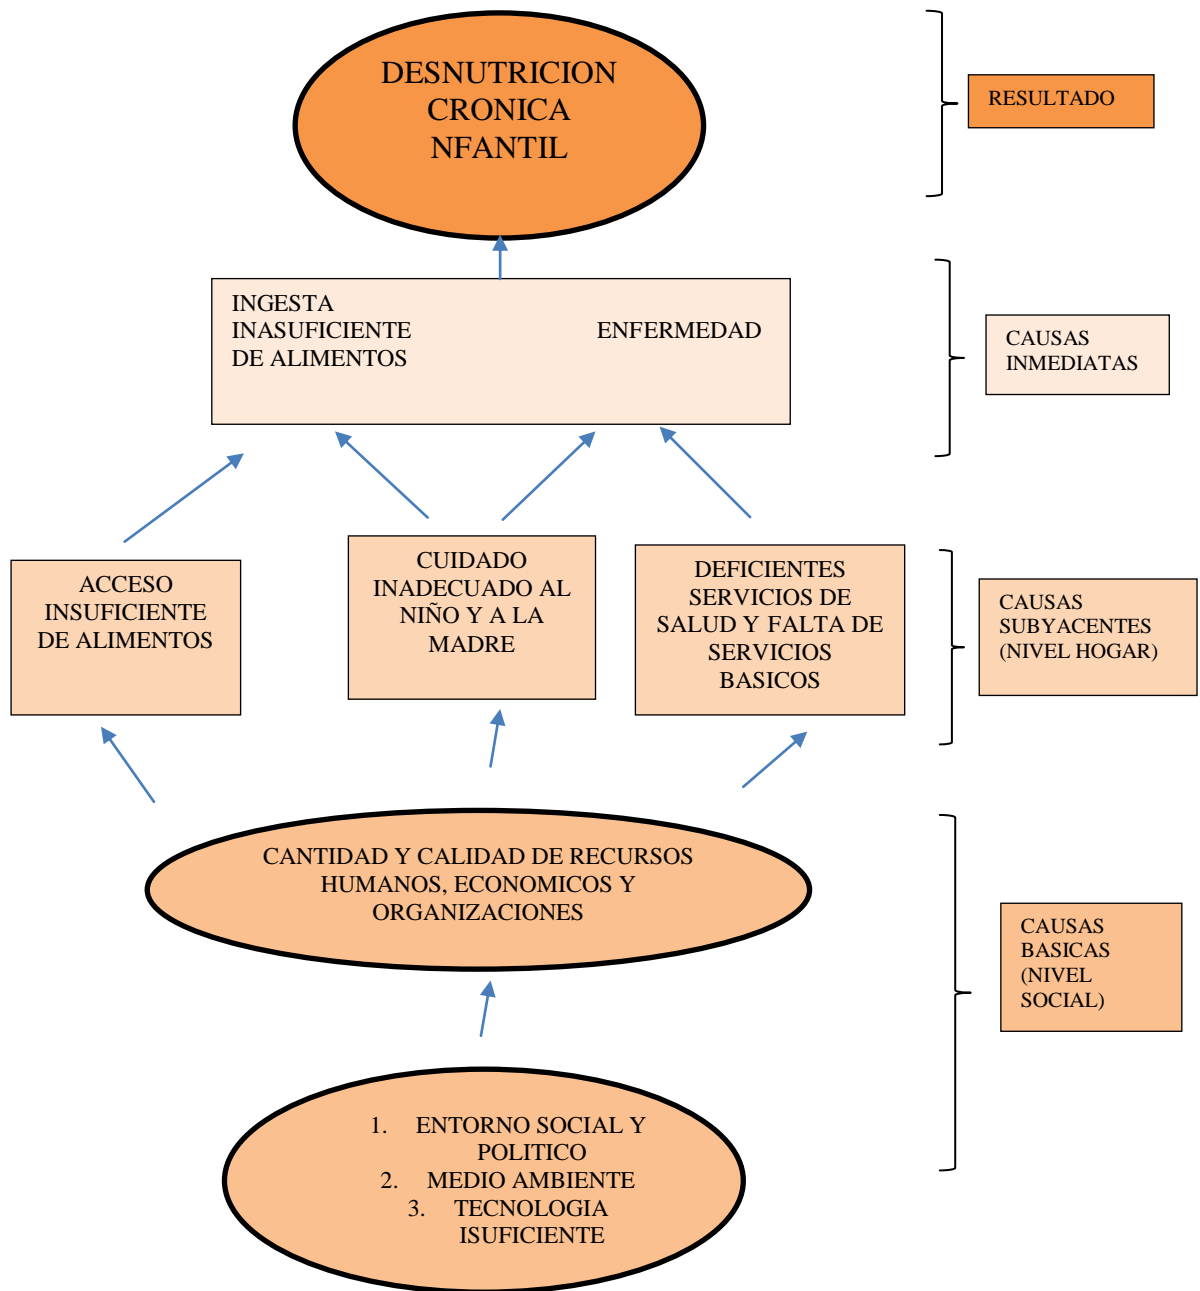 DESNUTRICION
CRONICA
NFANTIL
RESULTADO
INGESTA
INASUFICIENTE
DE ALIMENTOS
ENFERMEDAD
CAUSAS
INMEDIATAS
ACCESO
INSUFICIENTE
DE ALIMENTOS
CUIDADO
INADECUADO AL
NIÑO Y A LA
MADRE
DEFICIENTES
SERVICIOS DE
SALUD Y FALTA DE
SERVICIOS
BASICOS
CAUSAS
SUBYACENTES
(NIVEL HOGAR)
CANTIDAD Y CALIDAD DE RECURSOS
HUMANOS, ECONOMICOS Y
ORGANIZACIONES
CAUSAS
BASICAS
(NIVEL
SOCIAL)
1. ENTORNO SOCIAL Y
POLITICO
2. MEDIO AMBIENTE
3. TECNOLOGIA
ISUFICIENTE